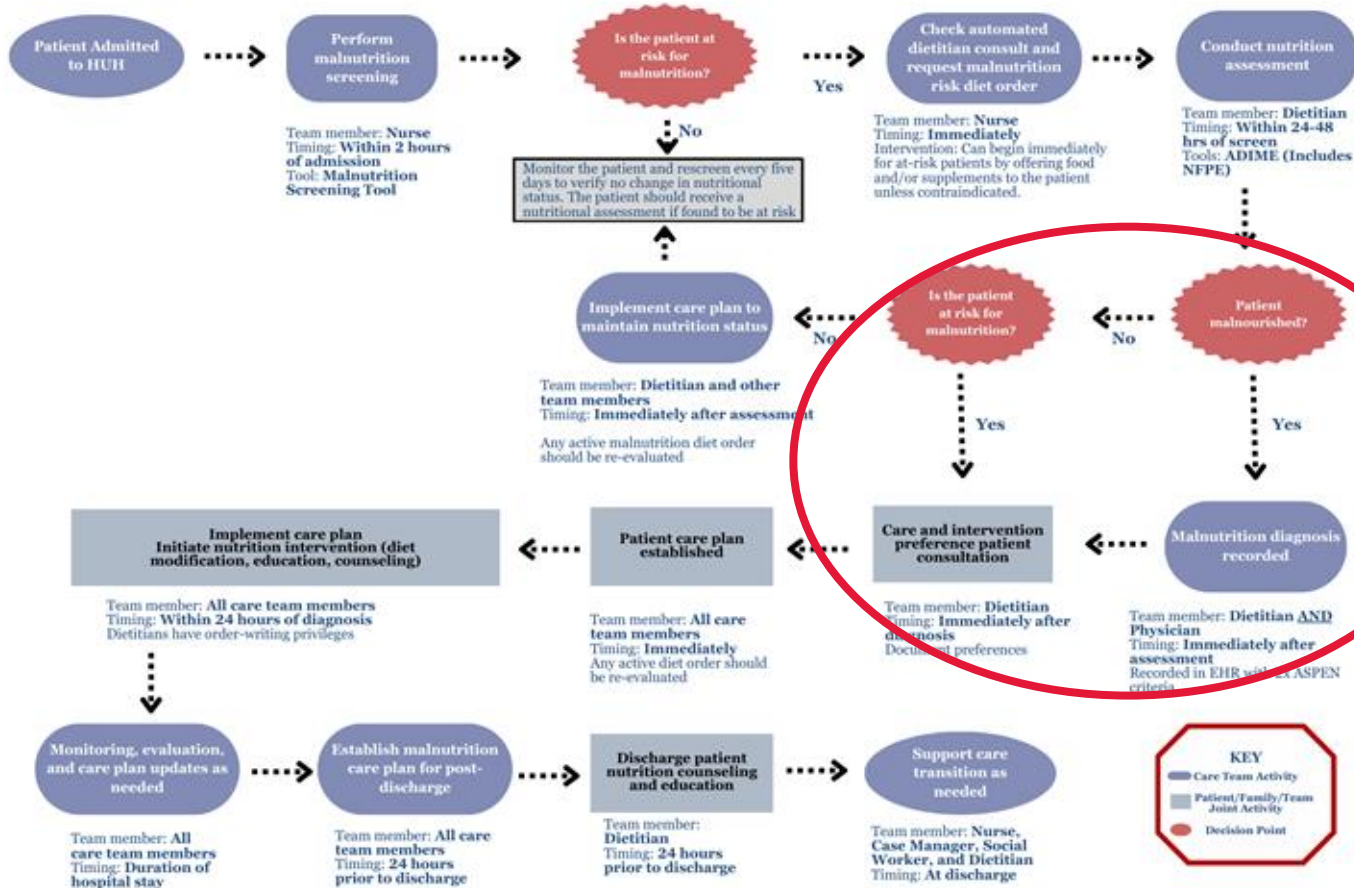 Patient Admitted
to HUH
Perform
malnutrition
screening
Team member: Nurse
Timing: Within 2 hours
of admission
Tool: Malnutrition
Screening Tool
Is the patient at
risk for
malnutrition?
Yes
No
Check automated
dietitian consult and
request malnutrition
risk diet order
Team member: Nurse
Timing: Immediately
Intervention: Can begin immediately
for at-risk patients by offering food
and/or supplements to the patient
unless contraindicated.
Conduct nutrition
assessment
Team member: Dietitian
Timing: Within 24-48
hrs of screen
Tools: ADIME (Includes
NFPE)
Monitor the patient and rescreen every five
days to verify no change in nutritional
status. The patient should receive a
nutritional assessment if found to be at risk
Implement care plan to
maintain nutrition status
Team member: Dietitian and other
team members
Timing: Immediately after assessment
Any active malnutrition diet order
should be re-evaluated
No
Is the patient
at risk for
malnutrition?
Yes
No
Patient
malnourished?
Yes
Implement care plan
Initiate nutrition intervention (diet
modification, education, counseling)
Team member: All care team members
Timing: Within 24 hours of diagnosis
Dietitians have order-writing privileges
Patient care plan
established
Team member: All care
team members
Timing: Immediately
Any active diet order should
be re-evaluated
Care and intervention
preference patient
consultation
Team member: Dietitian
Timing: Immediately after
diagnosis
Document preferences
Malnutrition diagnosis
recorded
Team member: Dietitian AND
Physician
Timing: Immediately after
assessment
Recorded in EHR with 2x ASPEN
criteria
Monitoring, evaluation,
and care plan updates as
needed
Team member: All
care team members
Timing: Duration of
hospital stay
Establish malnutrition
care plan for post-
discharge
Team member: All care
team members
Timing: 24 hours
prior to discharge
Discharge patient
nutrition counseling
and education
Team member:
Dietitian
Timing: 24 hours
prior to discharge
Support care
transition as
needed
Team member: Nurse,
Case Manager, Social
Worker, and Dietitian
Timing: At discharge
KEY
Care Team Activity
Patient/Family/Team
Joint Activity
Decision Point